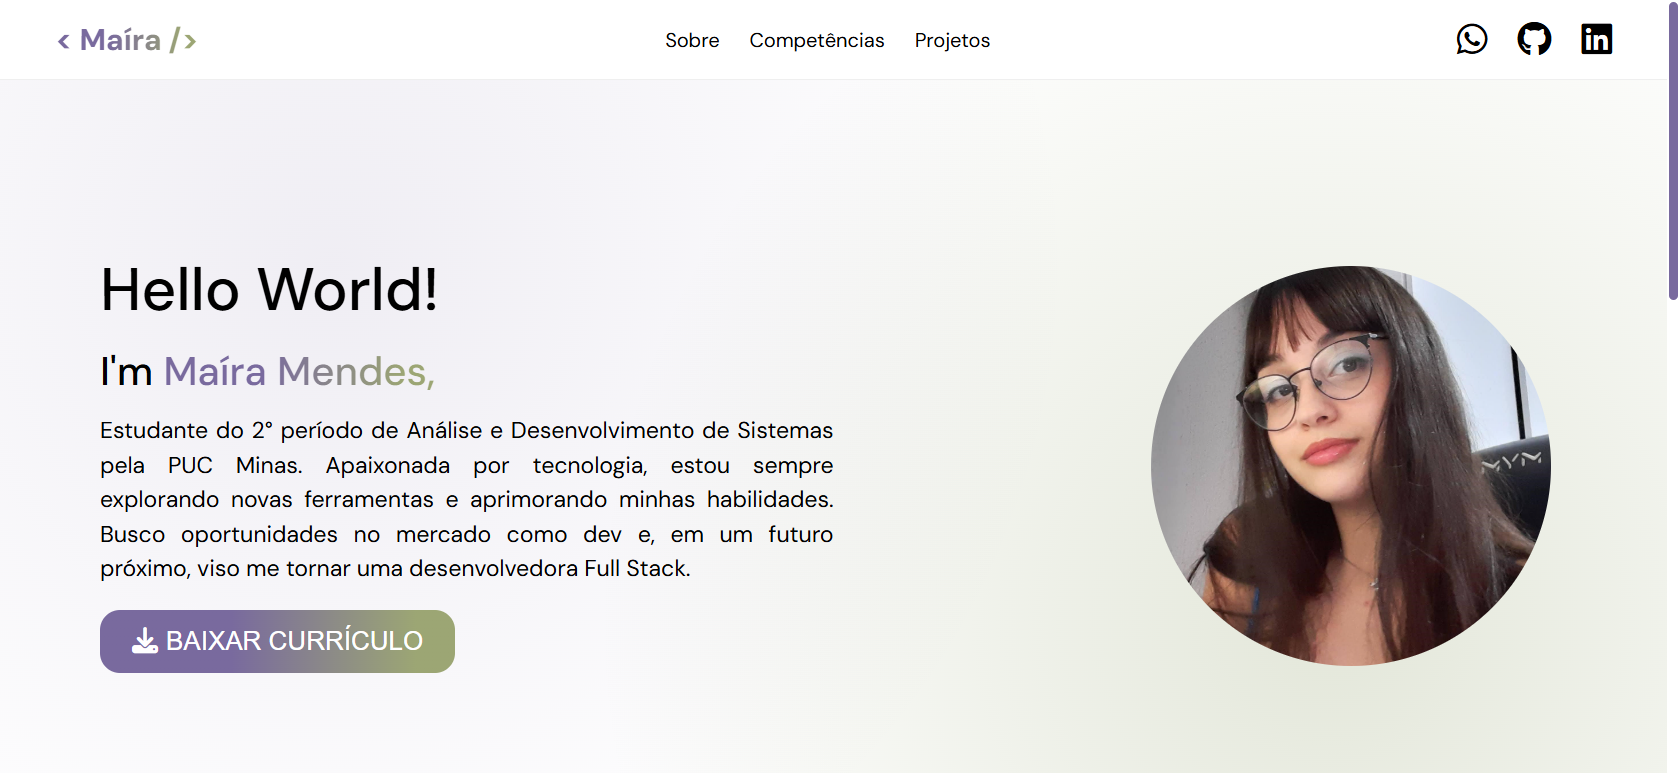 < Maíra />
Sobre Competências Projetos
in
Hello World!
I'm Maíra Mendes,
Estudante do 2° período de Análise e Desenvolvimento de Sistemas
pela PUC Minas. Apaixonada por tecnologia, estou sempre
explorando novas ferramentas e aprimorando minhas habilidades.
Busco oportunidades no mercado como dev e, em um futuro
próximo, viso me tornar uma desenvolvedora Full Stack.
BAIXAR CURRÍCULO